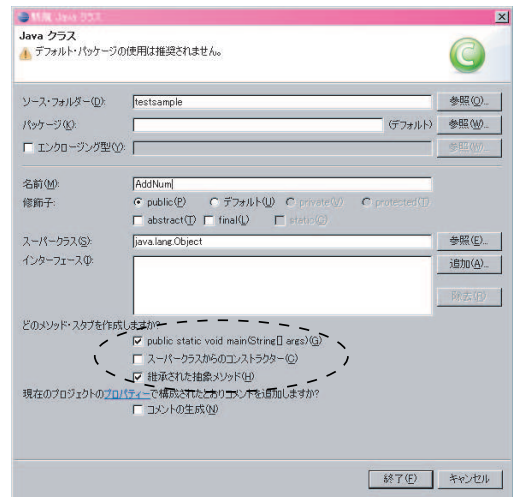 新規 Java クラス
Java クラス
デフォルト・パッケージの使用は推奨されません。
C
ソース・フォルダー(D): testsample 参照(O)...
パッケージ(K): (デフォルト) 参照(W)...
エンクロージング型(Y): 参照(W)...
名前(M): AddNum
修飾子: public(P) デフォルト(U) private(V) protected(T)
abstract(T) final(L) static(C)
スーパークラス(S): java.lang.Object 参照(E)...
インターフェース(I): 追加(A)...
除去(R)
どのメソッド・スタブを作成しますか?
public static void main(String[] args)(G)
スーパークラスからのコンストラクター(C)
継承された抽象メソッド(H)
現在のプロジェクトのプロパティーで構成されたとおりコメントを追加しますか?
コメントの生成(N)
終了(F) キャンセル